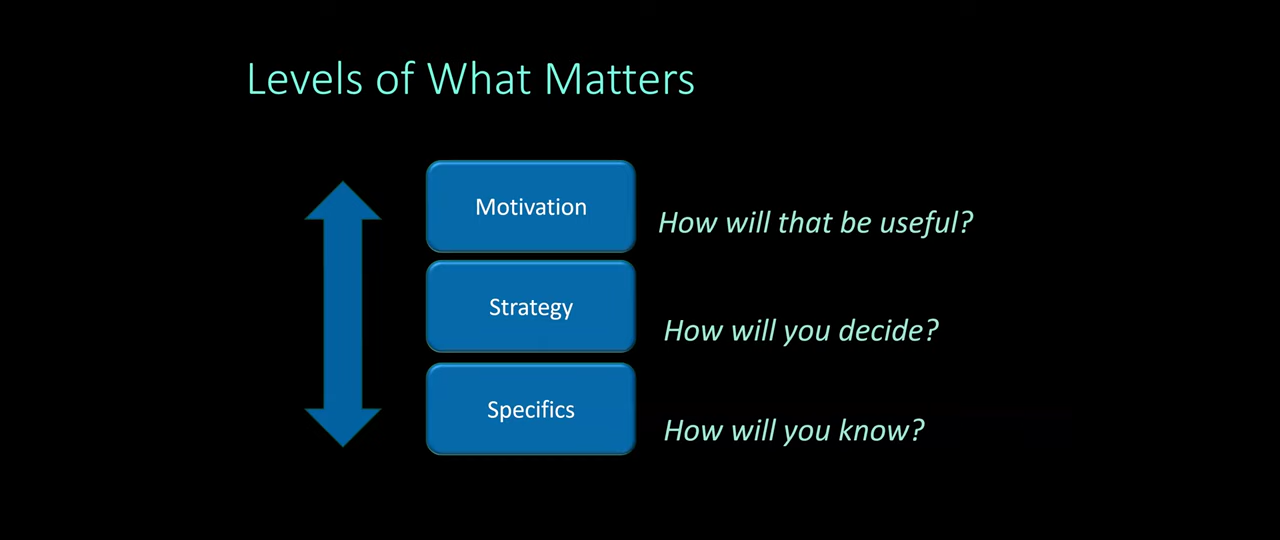 Levels of What Matters
Motivation
How will that be useful?
Strategy
How will you decide?
Specifics
How will you know?